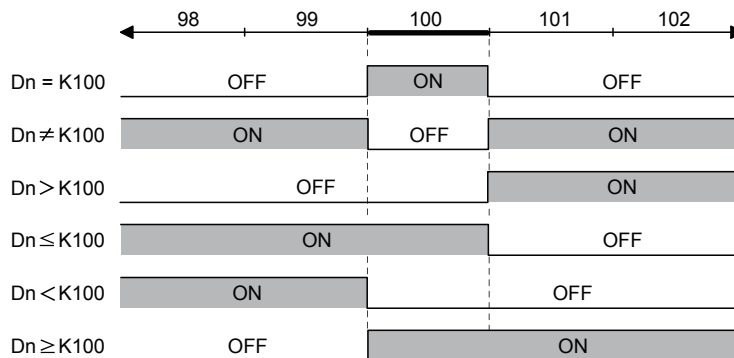 98 99 100 101 102
Dn = K100 OFF ON OFF
Dn ≠ K100 ON OFF ON
Dn > K100 OFF ON
Dn ≤ K100 ON OFF
Dn < K100 ON OFF
Dn ≥ K100 OFF ON